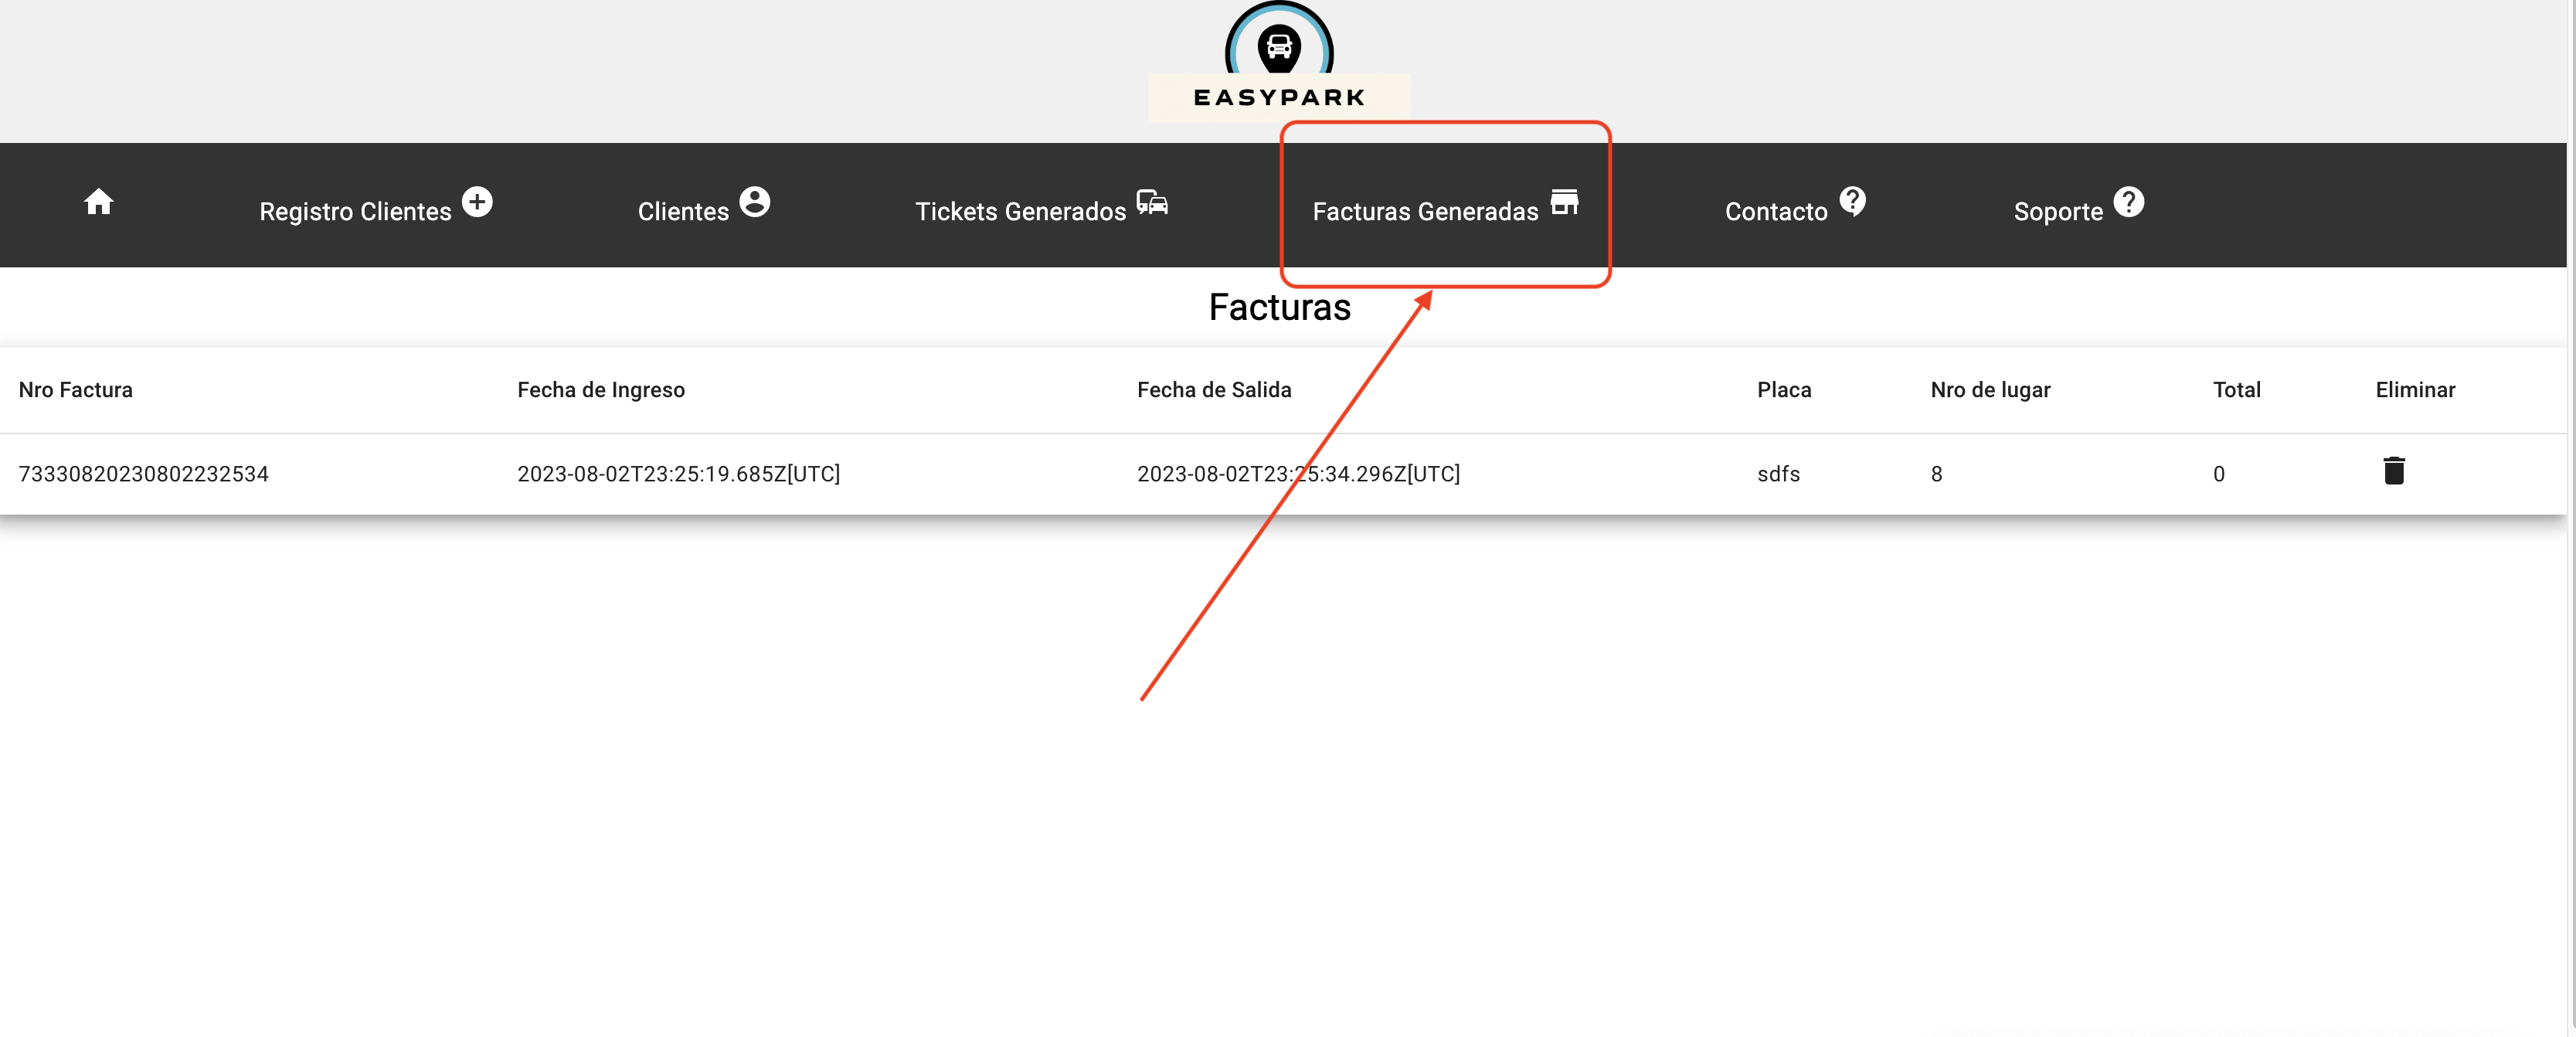 EASYPARK
Registro Clientes Clientes Tickets Generados Facturas Generadas Contacto Soporte
Facturas
Nro Factura Fecha de Ingreso Fecha de Salida Placa Nro de lugar Total Eliminar
73330820230802232534 2023-08-02T23:25:19.685Z[UTC] 2023-08-02T23:25:34.296Z[UTC] sdfs 8 0